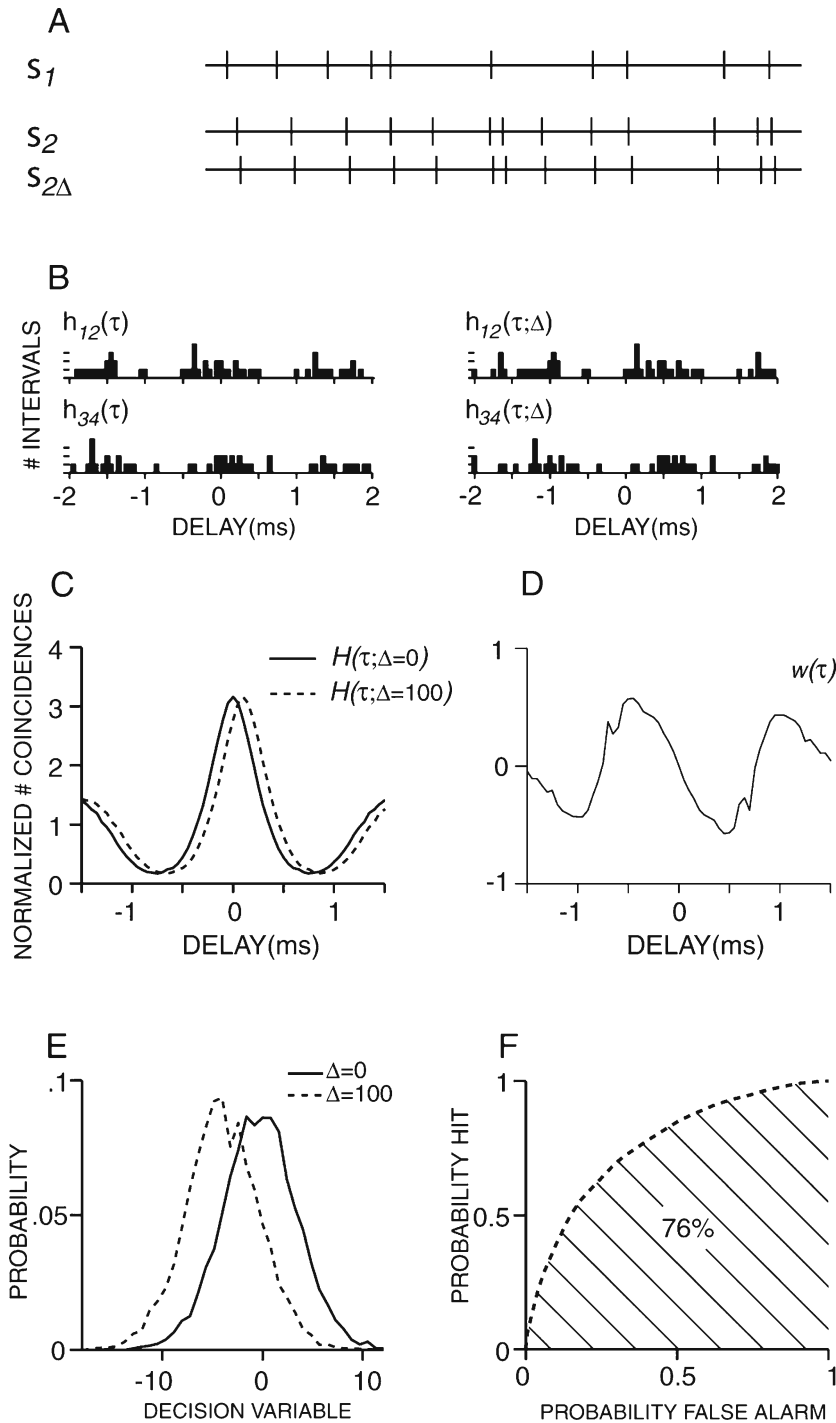 A
s1
s2
s2Δ
B
# INTERVALS
h12(τ)
h12(τ;Δ)
h34(τ)
h34(τ;Δ)
-2 -1 0 1 2
-2 -1 0 1 2
DELAY(ms)
DELAY(ms)
C
NORMALIZED # COINCIDENCES
4
3
2
1
0
H(τ;Δ=0)
H(τ;Δ=100)
-1 0 1
DELAY(ms)
D
1
0
-1
w(τ)
-1 0 1
DELAY(ms)
E
PROBABILITY
.1
.05
0
Δ=0
Δ=100
-10 0 10
DECISION VARIABLE
F
PROBABILITY HIT
1
0.5
0
76%
0 0.5 1
PROBABILITY FALSE ALARM